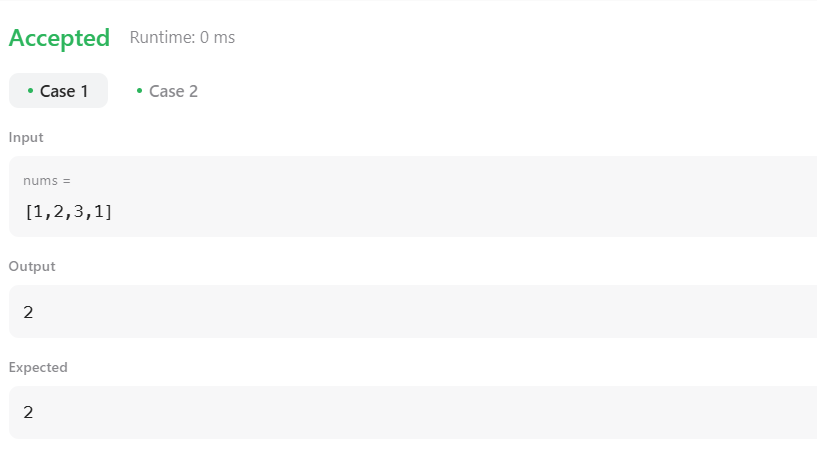 Accepted Runtime: 0 ms
• Case 1 • Case 2
Input
nums =
[1,2,3,1]
Output
2
Expected
2